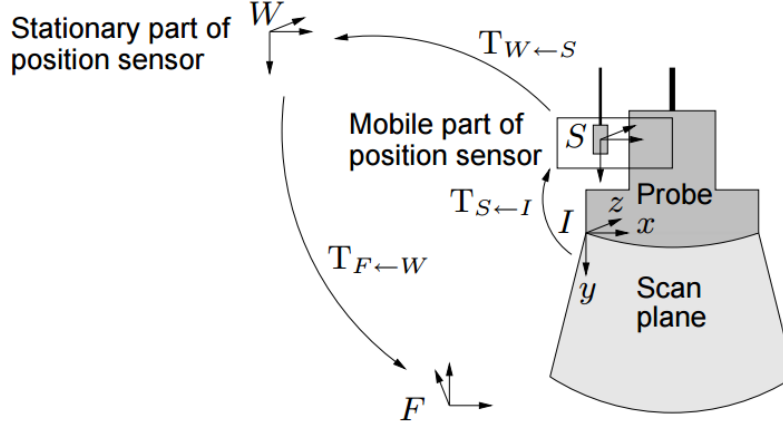 Stationary part of
position sensor
W
T_{W←S}
Mobile part of
position sensor
S
T_{S←I}
I
z
Probe
x
y
T_{F←W}
Scan
plane
F